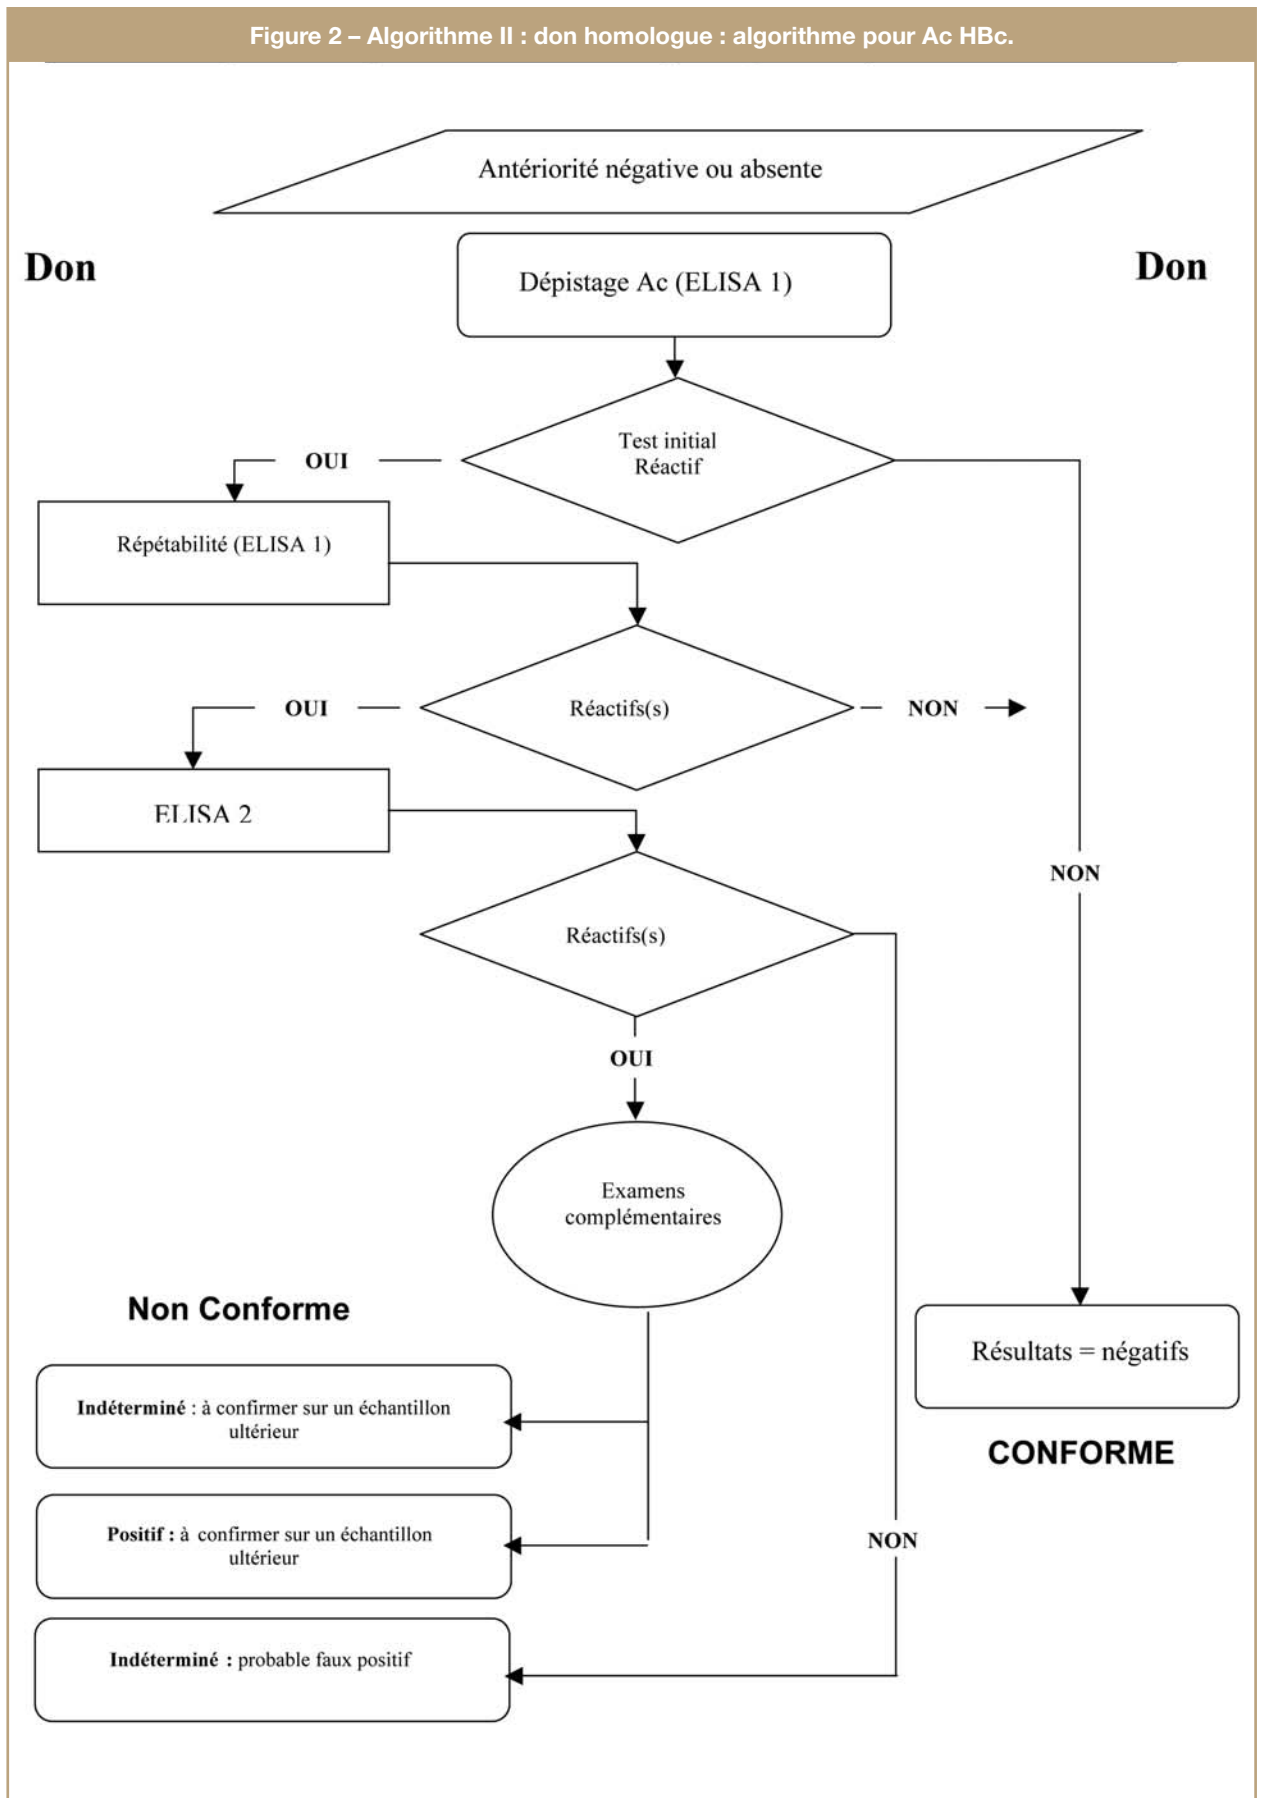 Figure 2 – Algorithme II : don homologue : algorithme pour Ac HBc.
Antériorité négative ou absente
Don
Don
Dépistage Ac (ELISA 1)
Test initial
Réactif
OUI
Répétabilité (ELISA 1)
OUI
Réactifs(s)
NON
ELISA 2
NON
Réactifs(s)
OUI
Examens
complémentaires
Non Conforme
Résultats = négatifs
Indéterminé : à confirmer sur un échantillon
ultérieur
CONFORME
Positif : à confirmer sur un échantillon
ultérieur
NON
Indéterminé : probable faux positif